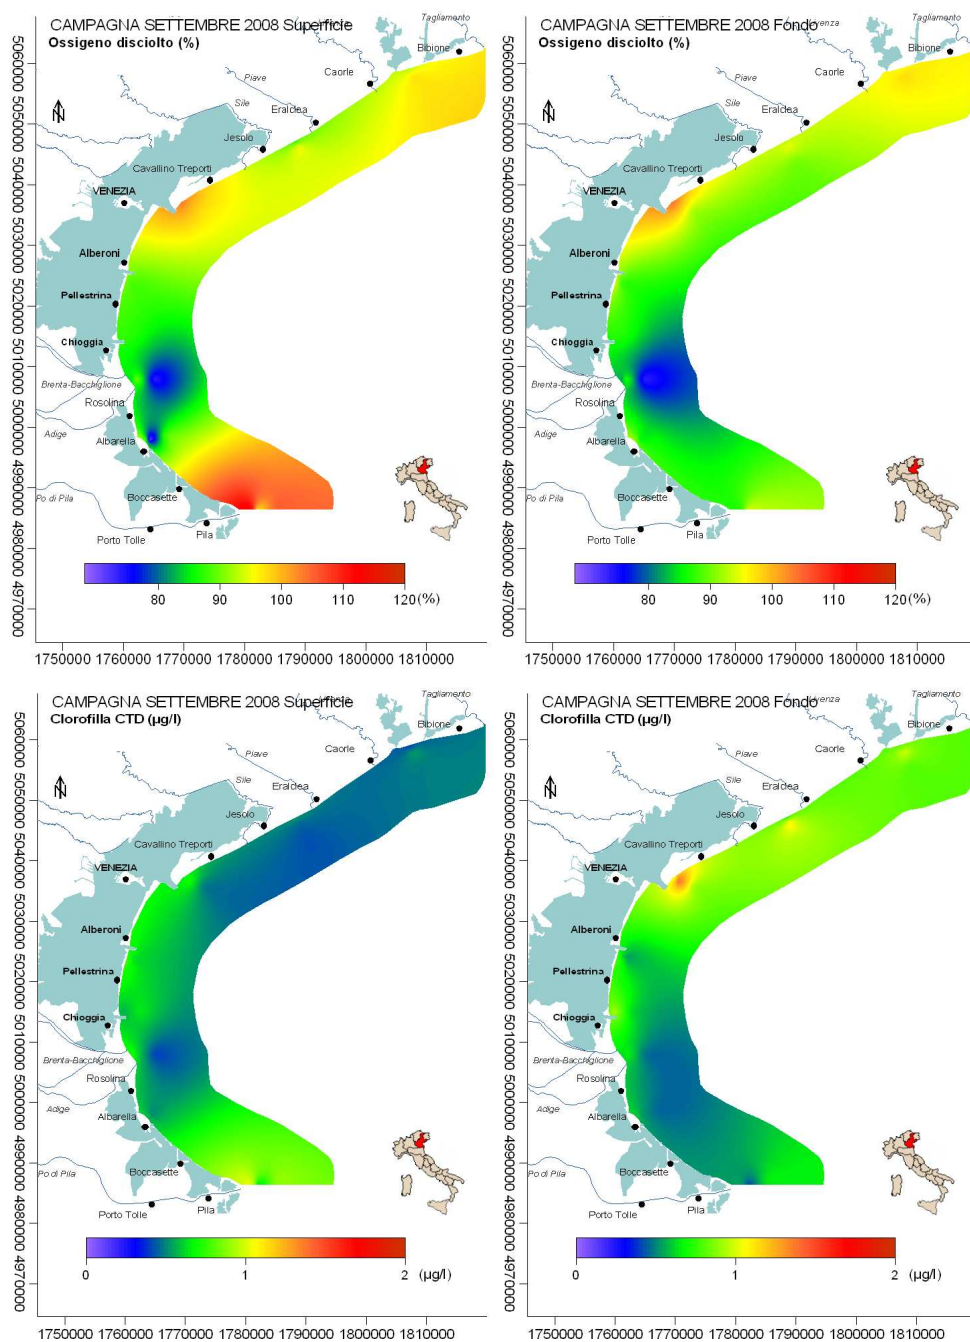 CAMPAGNA SETTEMBRE 2008 Superficie
Ossigeno disciolto (%)
Tagliamento
Bibione
Caorle
Piave
Eraldea
Sile
Jesolo
Cavallino Treporti
VENEZIA
Alberoni
Pellestrina
Chioggia
Brenta-Bacchiglione
Rosolina
Adige
Albarella
Boccasette
Po di Pila
Porto Tolle
Pila
N
80 90 100 110 120 (%)
5060000
5050000
5040000
5030000
5020000
5010000
5000000
4990000
4980000
4970000
1750000 1760000 1770000 1780000 1790000 1800000 1810000
CAMPAGNA SETTEMBRE 2008 Fondo
Ossigeno disciolto (%)
Tagliamento
Bibione
Caorle
Piave
Eraldea
Sile
Jesolo
Cavallino Treporti
VENEZIA
Alberoni
Pellestrina
Chioggia
Brenta-Bacchiglione
Rosolina
Adige
Albarella
Boccasette
Po di Pila
Porto Tolle
Pila
N
80 90 100 110 120 (%)
5060000
5050000
5040000
5030000
5020000
5010000
5000000
4990000
4980000
4970000
1750000 1760000 1770000 1780000 1790000 1800000 1810000
CAMPAGNA SETTEMBRE 2008 Superficie
Clorofilla CTD (µg/l)
Tagliamento
Bibione
Caorle
Piave
Eraldea
Sile
Jesolo
Cavallino Treporti
VENEZIA
Alberoni
Pellestrina
Chioggia
Brenta-Bacchiglione
Rosolina
Adige
Albarella
Boccasette
Po di Pila
Porto Tolle
Pila
N
0 1 2 (µg/l)
5060000
5050000
5040000
5030000
5020000
5010000
5000000
4990000
4980000
4970000
1750000 1760000 1770000 1780000 1790000 1800000 1810000
CAMPAGNA SETTEMBRE 2008 Fondo
Clorofilla CTD (µg/l)
Tagliamento
Bibione
Caorle
Piave
Eraldea
Sile
Jesolo
Cavallino Treporti
VENEZIA
Alberoni
Pellestrina
Chioggia
Brenta-Bacchiglione
Rosolina
Adige
Albarella
Boccasette
Po di Pila
Porto Tolle
Pila
N
0 1 2 (µg/l)
5060000
5050000
5040000
5030000
5020000
5010000
5000000
4990000
4980000
4970000
1750000 1760000 1770000 1780000 1790000 1800000 1810000